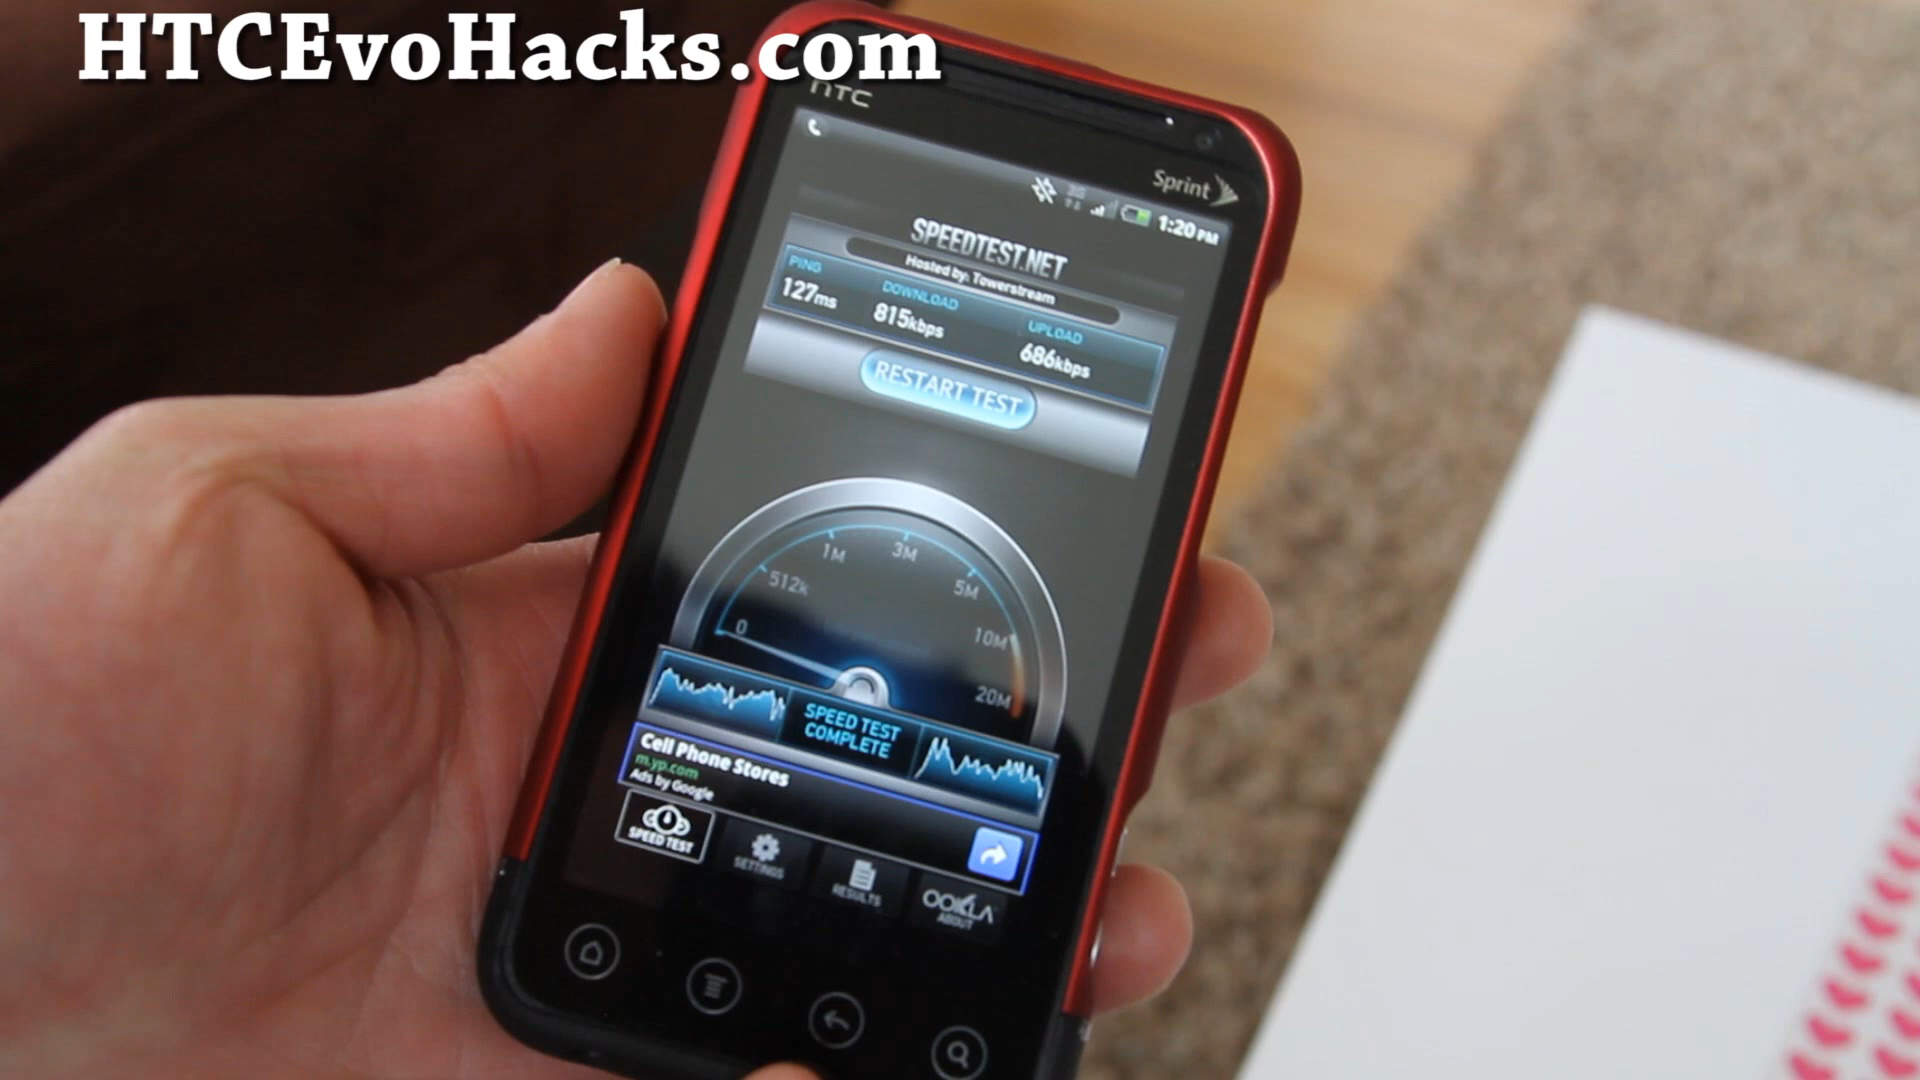 HTCEvoHacks.com
hTC
Sprint
3G
1:20 PM
SPEEDTEST.NET
Hosted by: Towerstream
PING
DOWNLOAD
UPLOAD
127ms
815kbps
686kbps
RESTART TEST
0
512k
1M
3M
5M
10M
20M
SPEED TEST
COMPLETE
Cell Phone Stores
m.yp.com
Ads by Google
SPEED TEST
SETTINGS
RESULTS
OOKLA
ABOUT